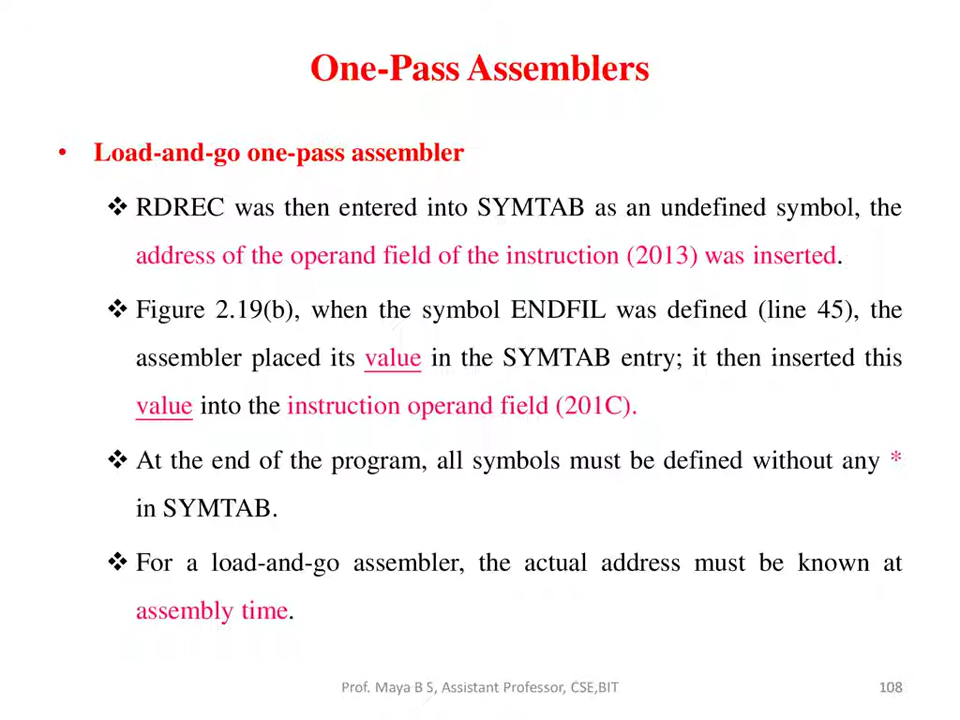 One-Pass Assemblers
• Load-and-go one-pass assembler
❖ RDREC was then entered into SYMTAB as an undefined symbol, the
address of the operand field of the instruction (2013) was inserted.
❖ Figure 2.19(b), when the symbol ENDFIL was defined (line 45), the
assembler placed its value in the SYMTAB entry; it then inserted this
value into the instruction operand field (201C).
❖ At the end of the program, all symbols must be defined without any *
in SYMTAB.
❖ For a load-and-go assembler, the actual address must be known at
assembly time.
Prof. Maya B S, Assistant Professor, CSE,BIT
108